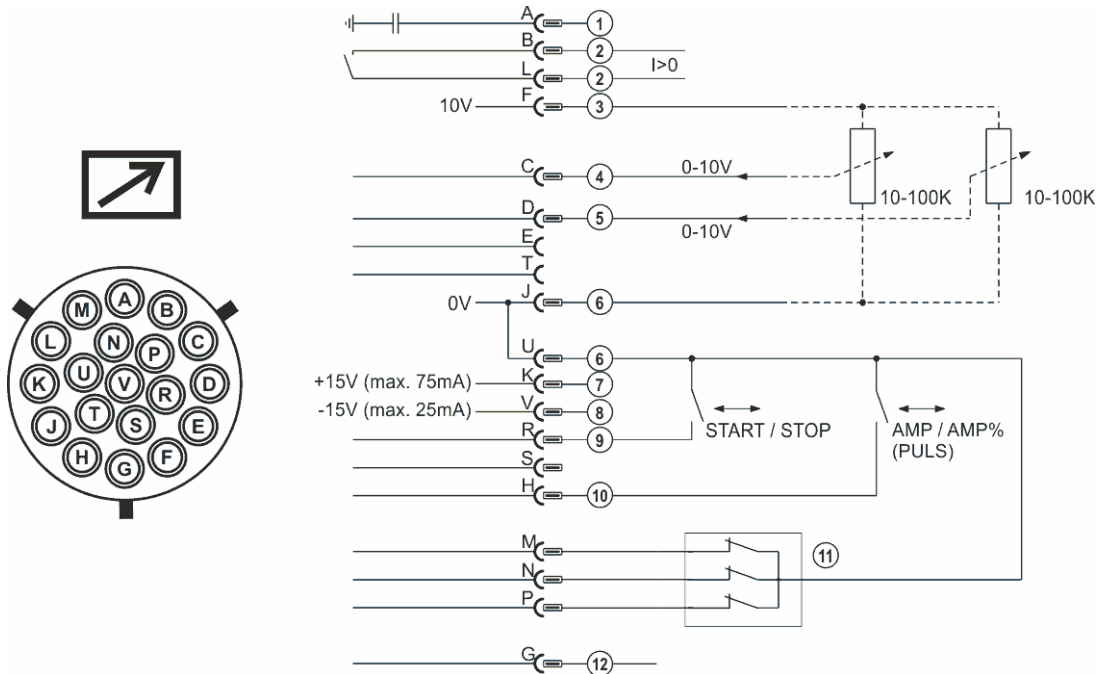 A 1
B 2
L 2 I>0
10V F 3
C 4 0-10V
10-100K 10-100K
D 5
0-10V
E
T
0V J 6
U 6
+15V (max. 75mA) K 7
-15V (max. 25mA) V 8
R 9 START / STOP AMP / AMP%
(PULS)
S
H 10
M 11
N
P
G 12
A
M B
L N P C
K U V R D
J T S E
H G F